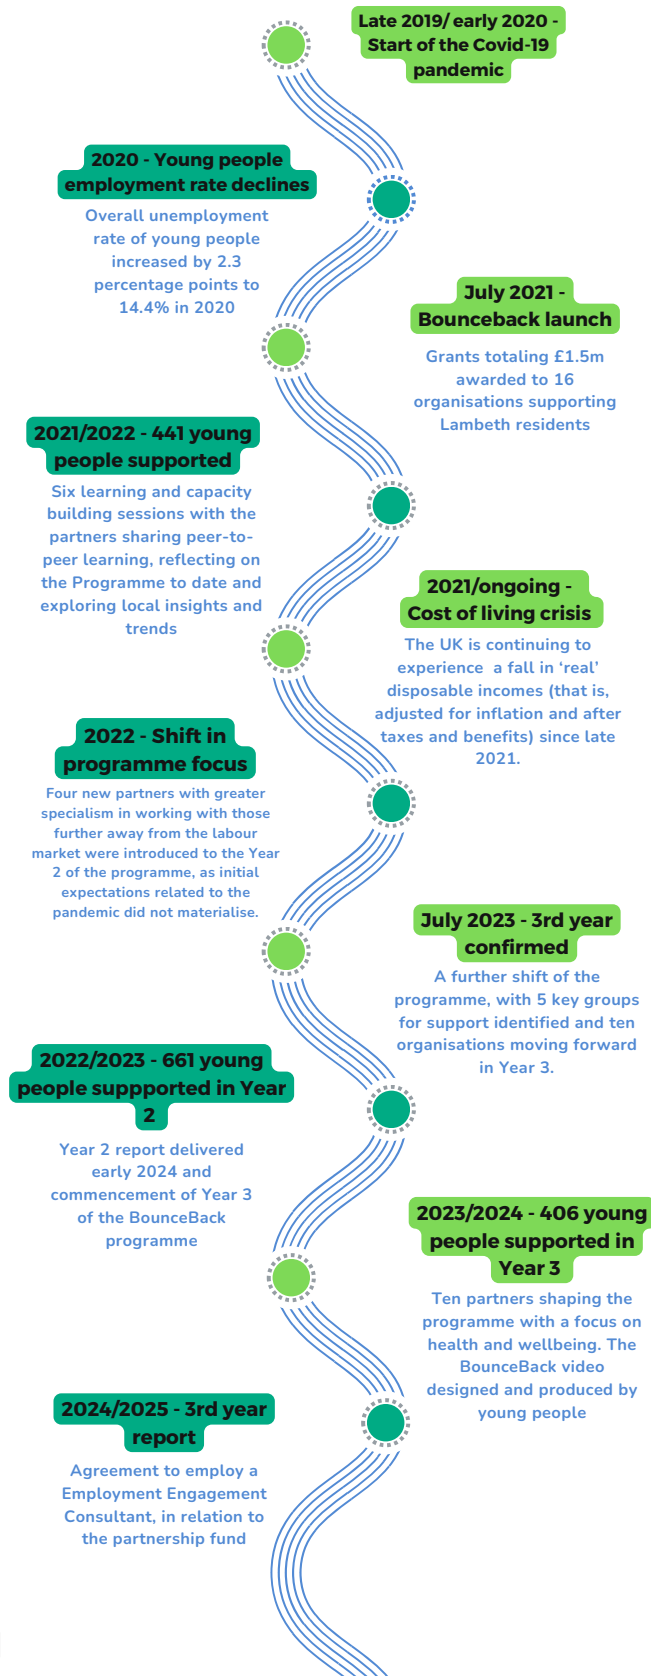 Late 2019/ early 2020 -
Start of the Covid-19
pandemic
2020 - Young people
employment rate declines
Overall unemployment
rate of young people
increased by 2.3
percentage points to
14.4% in 2020
July 2021 -
Bounceback launch
Grants totaling £1.5m
awarded to 16
organisations supporting
Lambeth residents
2021/2022 - 441 young
people supported
Six learning and capacity
building sessions with the
partners sharing peer-to-
peer learning, reflecting on
the Programme to date and
exploring local insights and
trends
2021/ongoing -
Cost of living crisis
The UK is continuing to
experience a fall in ‘real’
disposable incomes (that is,
adjusted for inflation and after
taxes and benefits) since late
2021.
2022 - Shift in
programme focus
Four new partners with greater
specialism in working with those
further away from the labour
market were introduced to the Year
2 of the programme, as initial
expectations related to the
pandemic did not materialise.
July 2023 - 3rd year
confirmed
A further shift of the
programme, with 5 key groups
for support identified and ten
organisations moving forward
in Year 3.
2022/2023 - 661 young
people suppported in Year
2
Year 2 report delivered
early 2024 and
commencement of Year 3
of the BounceBack
programme
2023/2024 - 406 young
people supported in
Year 3
Ten partners shaping the
programme with a focus on
health and wellbeing. The
BounceBack video
designed and produced by
young people
2024/2025 - 3rd year
report
Agreement to employ a
Employment Engagement
Consultant, in relation to
the partnership fund